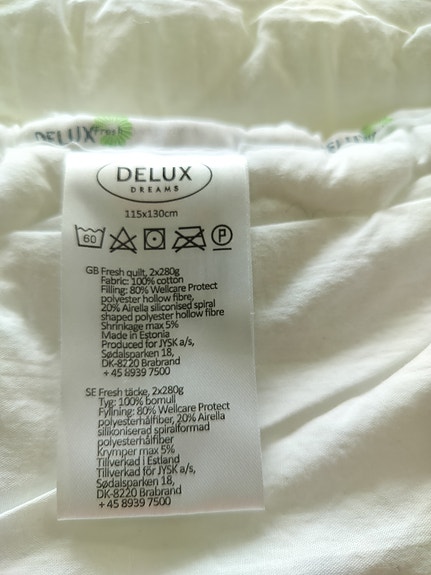 DELUX fresh
DELUX
DREAMS
115x130cm
60 P
GB Fresh quilt, 2x280g
Fabric: 100% cotton
Filling: 80% Wellcare Protect
polyester hollow fibre,
20% Airella siliconised spiral
shaped polyester hollow fibre
Shrinkage max 5%
Made in Estonia
Produced for JYSK a/s,
Sødalsparken 18,
DK-8220 Brabrand
+ 45 8939 7500
SE Fresh täcke, 2x280g
Tyg: 100% bomull
Fyllning: 80% Wellcare Protect
polyesterhålfiber, 20% Airella
silikoniserad spiralformad
polyesterhålfiber
Krymper max 5%
Tillverkad i Estland
Tillverkad för JYSK a/s,
Sødalsparken 18,
DK-8220 Brabrand
+ 45 8939 7500